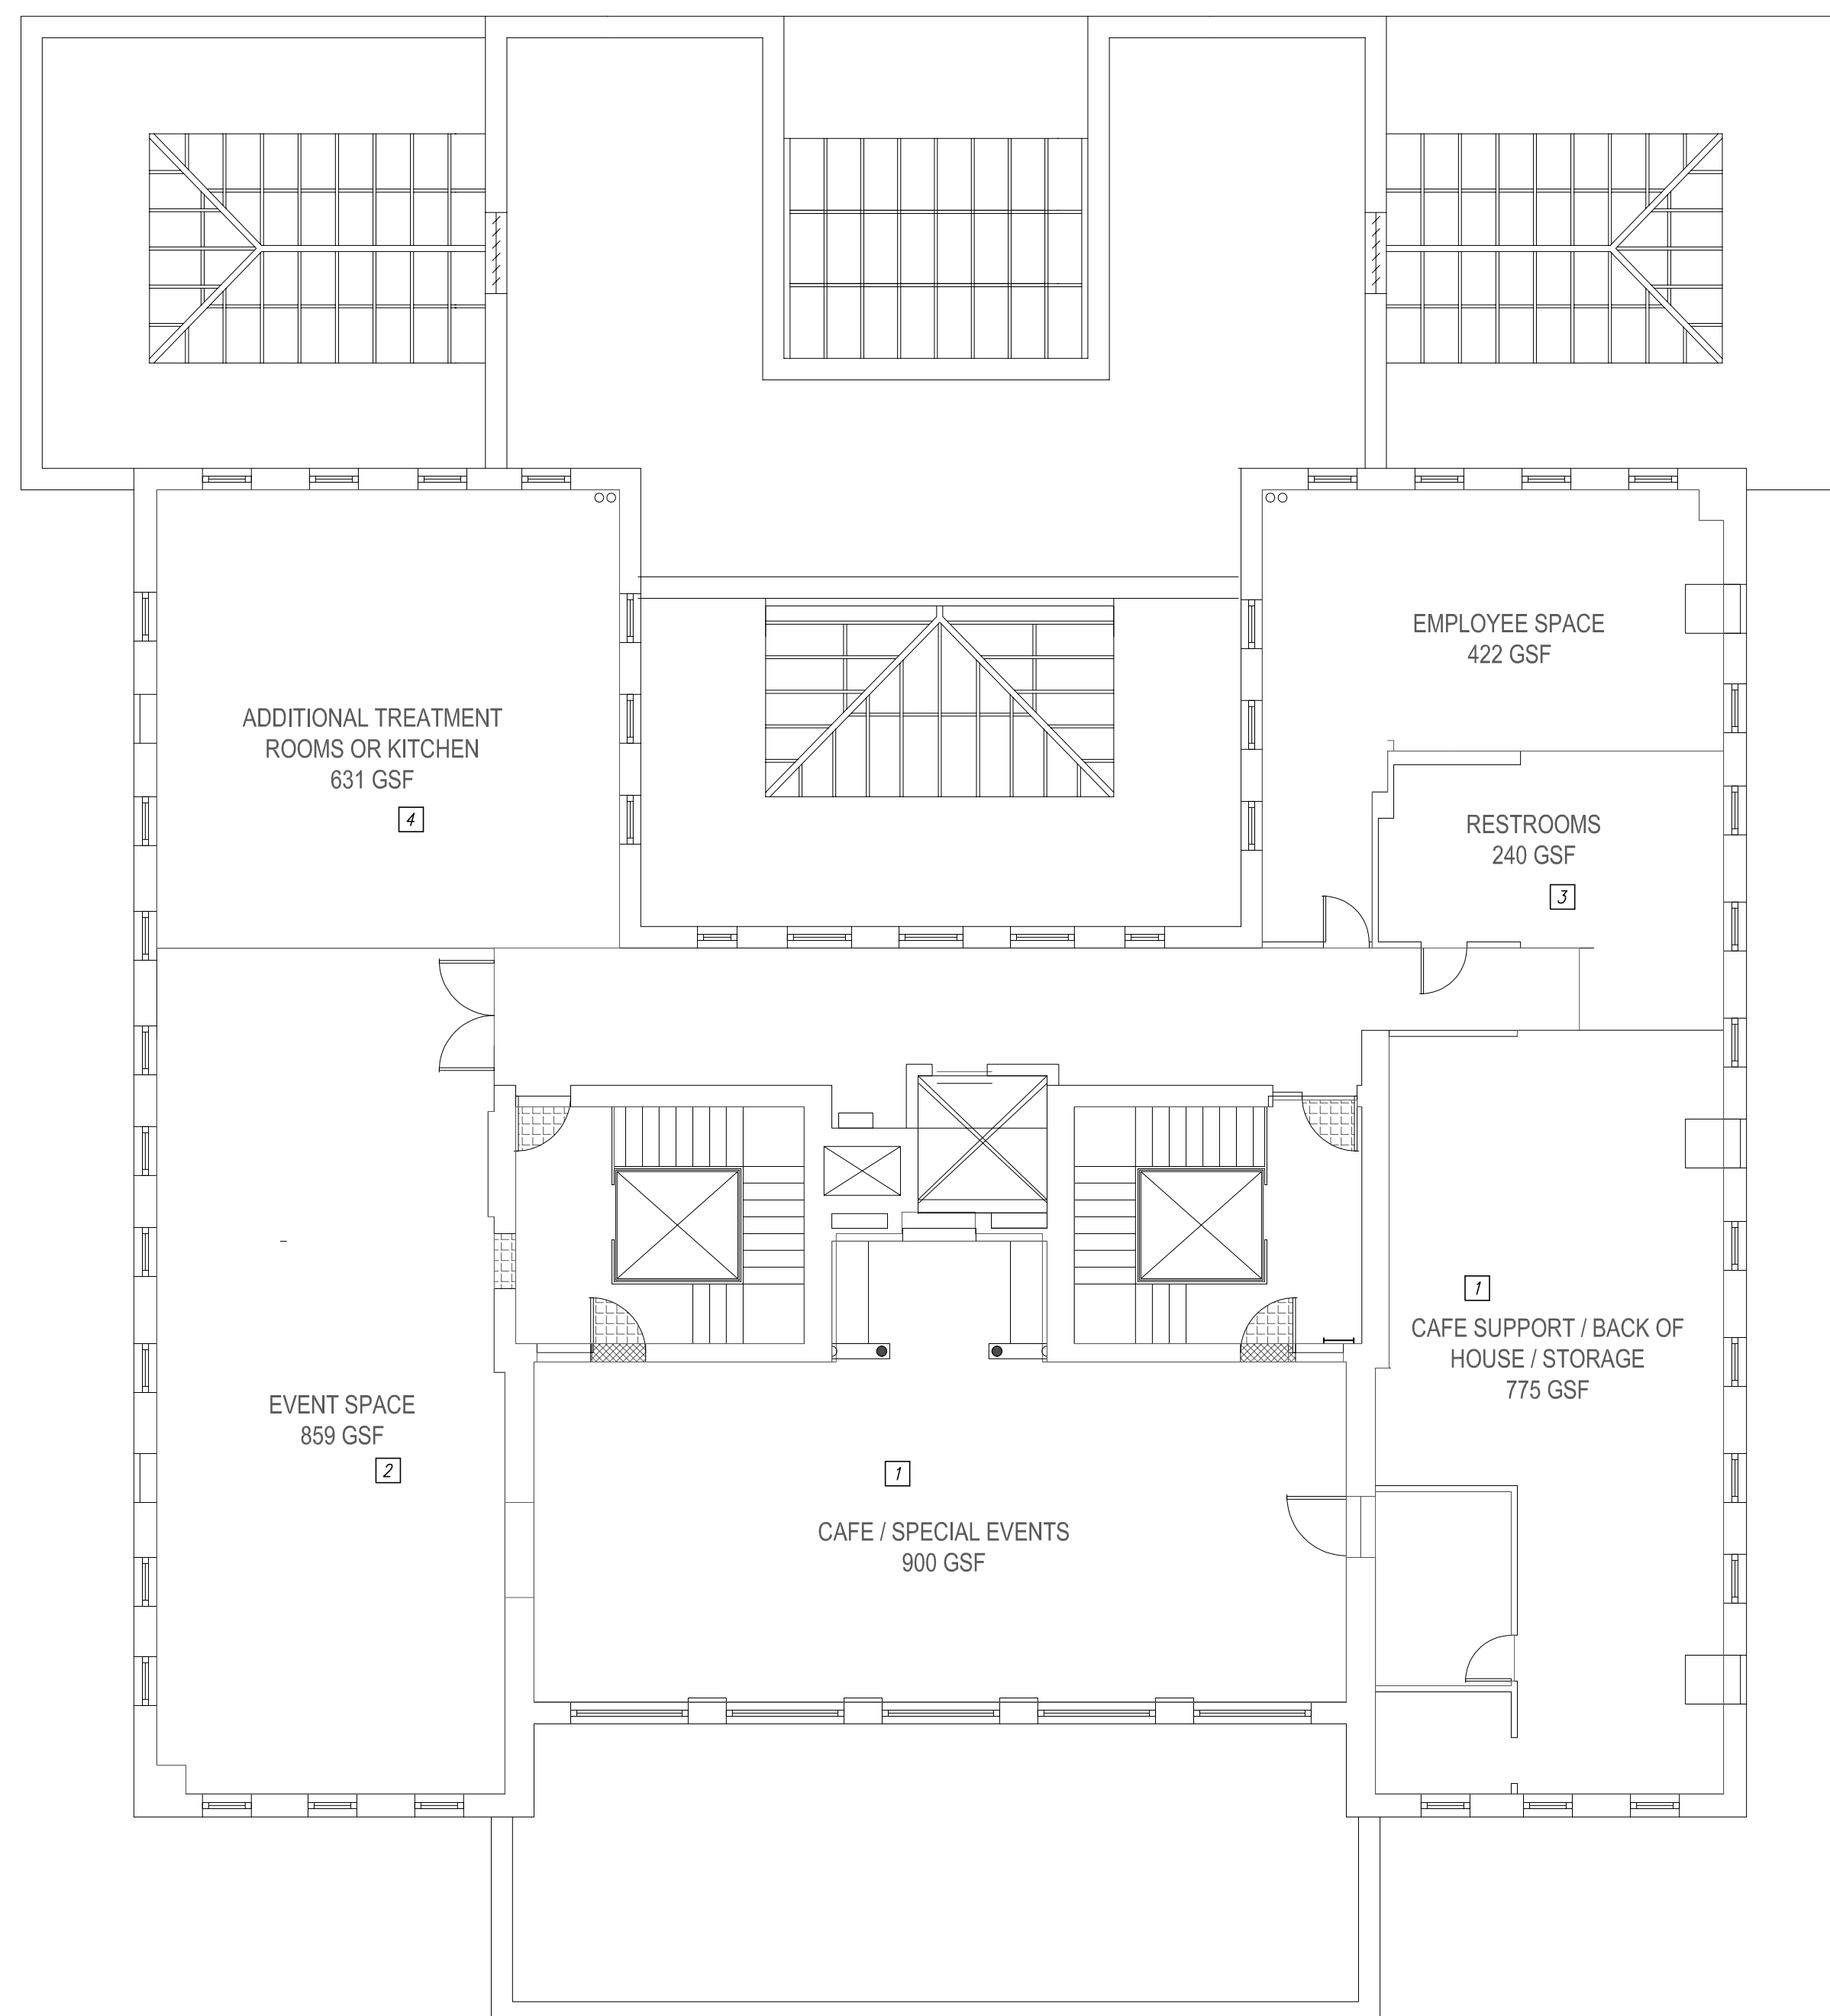 EMPLOYEE SPACE
422 GSF
ADDITIONAL TREATMENT
ROOMS OR KITCHEN
631 GSF
4
RESTROOMS
240 GSF
3
1
CAFE SUPPORT / BACK OF
HOUSE / STORAGE
775 GSF
EVENT SPACE
859 GSF
2
1
CAFE / SPECIAL EVENTS
900 GSF